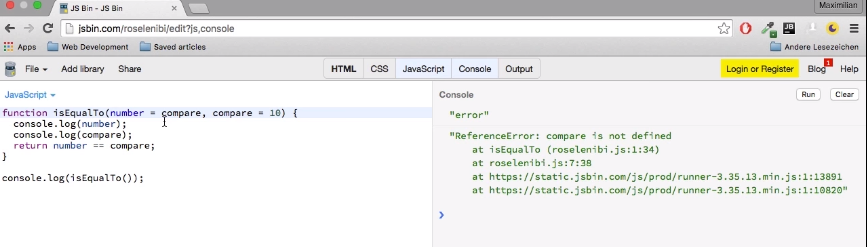 Maximilian
JS Bin - JS Bin
jsbin.com/roselenibi/edit?js,console
Apps Web Development Saved articles Andere Lesezeichen
File Add library Share HTML CSS JavaScript Console Output Login or Register Blog 1 Help
JavaScript
function isEqualTo(number = compare, compare = 10) {
console.log(number);
console.log(compare);
return number == compare;
}
console.log(isEqualTo());
Console Run Clear
"error"
"ReferenceError: compare is not defined
at isEqualTo (roselenibi.js:1:34)
at roselenibi.js:7:38
at https://static.jsbin.com/js/prod/runner-3.35.13.min.js:1:13891
at https://static.jsbin.com/js/prod/runner-3.35.13.min.js:1:10820"